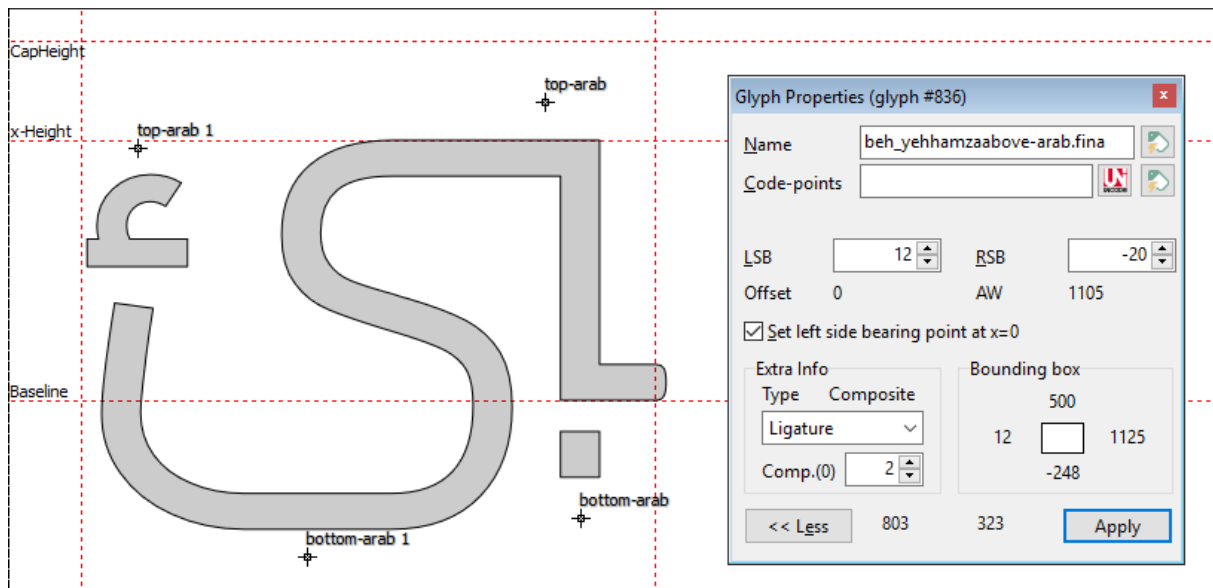 CapHeight
top-arab
x-Height
top-arab 1
Baseline
bottom-arab
bottom-arab 1
Glyph Properties (glyph #836)
Name beh_yehhamzaabove-arab.fina
Code-points
LSB 12 RSB -20
Offset 0 AW 1105
Set left side bearing point at x=0
Extra Info
Type Composite
Ligature
Comp.(0) 2
Bounding box
500
12 1125
-248
<< Less 803 323 Apply